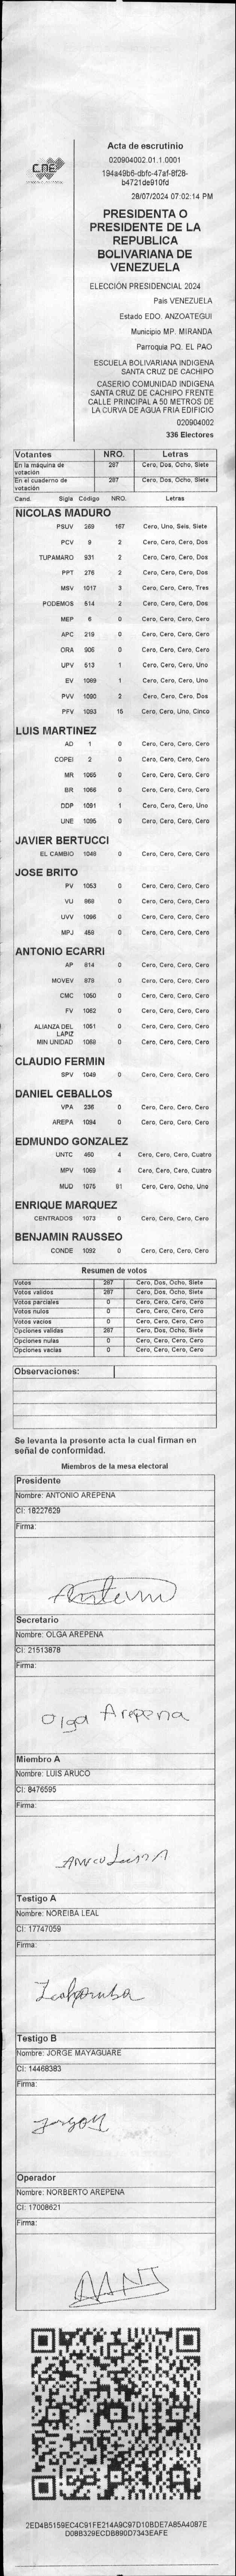 CNE
Acta de escrutinio
020904002.01.1.0001
194a49b6-dbfc-47af-8f28-
b4721de910fd
28/07/2024 07:02:14 PM
PRESIDENTA O
PRESIDENTE DE LA
REPUBLICA
BOLIVARIANA DE
VENEZUELA
ELECCIÓN PRESIDENCIAL 2024
Pais VENEZUELA
Estado EDO. ANZOATEGUI
Municipio MP. MIRANDA
Parroquia PQ. EL PAO
ESCUELA BOLIVARIANA INDIGENA
SANTA CRUZ DE CACHIPO
CASERIO COMUNIDAD INDIGENA
SANTA CRUZ DE CACHIPO FRENTE
CALLE PRINCIPAL A 50 METROS DE
LA CURVA DE AGUA FRIA EDIFICIO
020904002
336 Electores
Votantes NRO. Letras
En la máquina de votación 287 Cero, Dos, Ocho, Siete
En el cuaderno de votación 287 Cero, Dos, Ocho, Siete
Cand. Sigla Código NRO. Letras
NICOLAS MADURO
PSUV 269 167 Cero, Uno, Seis, Siete
PCV 9 2 Cero, Cero, Cero, Dos
TUPAMARO 931 2 Cero, Cero, Cero, Dos
PPT 276 2 Cero, Cero, Cero, Dos
MSV 1017 3 Cero, Cero, Cero, Tres
PODEMOS 814 2 Cero, Cero, Cero, Dos
MEP 6 0 Cero, Cero, Cero, Cero
APC 219 0 Cero, Cero, Cero, Cero
ORA 906 0 Cero, Cero, Cero, Cero
UPV 513 1 Cero, Cero, Cero, Uno
EV 1089 1 Cero, Cero, Cero, Uno
PVV 1090 2 Cero, Cero, Cero, Dos
PFV 1093 15 Cero, Cero, Uno, Cinco
LUIS MARTINEZ
AD 1 0 Cero, Cero, Cero, Cero
COPEI 2 0 Cero, Cero, Cero, Cero
MR 1065 0 Cero, Cero, Cero, Cero
BR 1066 0 Cero, Cero, Cero, Cero
DDP 1091 1 Cero, Cero, Cero, Uno
UNE 1095 0 Cero, Cero, Cero, Cero
JAVIER BERTUCCI
EL CAMBIO 1048 0 Cero, Cero, Cero, Cero
JOSE BRITO
PV 1053 0 Cero, Cero, Cero, Cero
VU 868 0 Cero, Cero, Cero, Cero
UVV 1096 0 Cero, Cero, Cero, Cero
MPJ 459 0 Cero, Cero, Cero, Cero
ANTONIO ECARRI
AP 814 0 Cero, Cero, Cero, Cero
MOVEV 879 0 Cero, Cero, Cero, Cero
CMC 1050 0 Cero, Cero, Cero, Cero
FV 1062 0 Cero, Cero, Cero, Cero
ALIANZA DEL LAPIZ 1051 0 Cero, Cero, Cero, Cero
MIN UNIDAD 1069 0 Cero, Cero, Cero, Cero
CLAUDIO FERMIN
SPV 1049 0 Cero, Cero, Cero, Cero
DANIEL CEBALLOS
VPA 236 0 Cero, Cero, Cero, Cero
AREPA 1094 0 Cero, Cero, Cero, Cero
EDMUNDO GONZALEZ
UNTC 460 4 Cero, Cero, Cero, Cuatro
MPV 1069 4 Cero, Cero, Cero, Cuatro
MUD 1075 81 Cero, Cero, Ocho, Uno
ENRIQUE MARQUEZ
CENTRADOS 1073 0 Cero, Cero, Cero, Cero
BENJAMIN RAUSSEO
CONDE 1092 0 Cero, Cero, Cero, Cero
Resumen de votos
Votos 287 Cero, Dos, Ocho, Siete
Votos validos 287 Cero, Dos, Ocho, Siete
Votos parciales 0 Cero, Cero, Cero, Cero
Votos nulos 0 Cero, Cero, Cero, Cero
Votos vacíos 0 Cero, Cero, Cero, Cero
Opciones validas 287 Cero, Dos, Ocho, Siete
Opciones nulas 0 Cero, Cero, Cero, Cero
Opciones vacías 0 Cero, Cero, Cero, Cero
Observaciones:
Se levanta la presente acta la cual firman en
señal de conformidad.
Miembros de la mesa electoral
Presidente
Nombre: ANTONIO AREPENA
CI: 18227629
Firma:
Secretario
Nombre: OLGA AREPENA
CI: 21513878
Firma:
Olga Arepena
Miembro A
Nombre: LUIS ARUCO
CI: 8476595
Firma:
Testigo A
Nombre: NOREIBA LEAL
CI: 17747059
Firma:
Testigo B
Nombre: JORGE MAYAGUARE
CI: 14468383
Firma:
Operador
Nombre: NORBERTO AREPENA
CI: 17008621
Firma:
2ED4B5159EC4C91FE214A9C97D10BDE7A85A4087E
D08B329ECDB890D7343EAFE